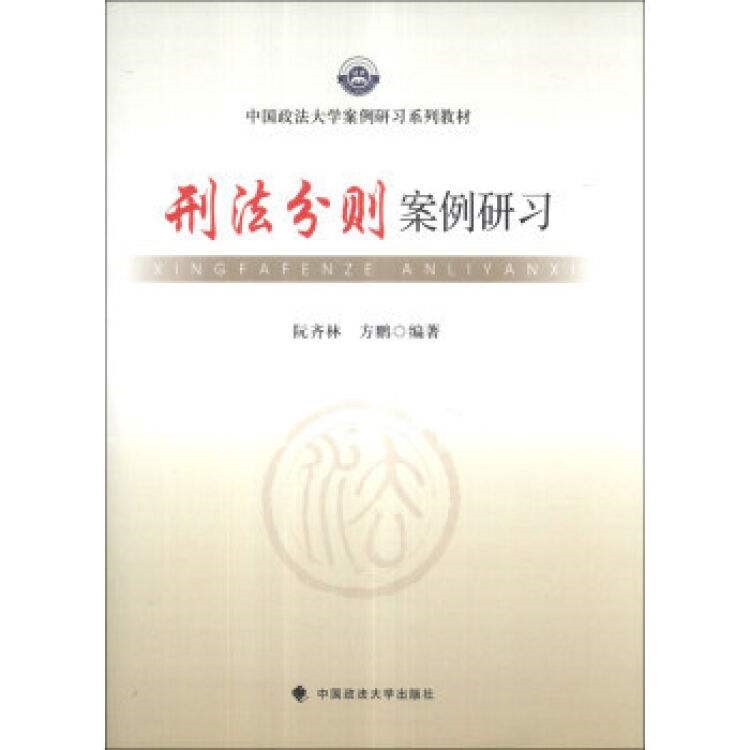 中国政法大学案例研习系列教材
刑法分则案例研习
XINGFAFENZE ANLIYANXI
阮齐林 方鹏◎编著
法
中国政法大学出版社